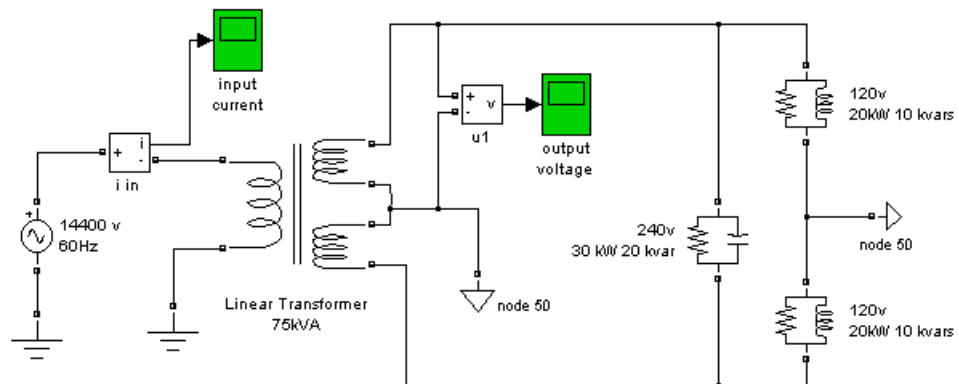 input
current
+
i
-
i in
+
14400 v
60Hz
Linear Transformer
75kVA
+
-
v
u1
output
voltage
node 50
240v
30 kW 20 kvar
120v
20kW 10 kvars
node 50
120v
20kW 10 kvars